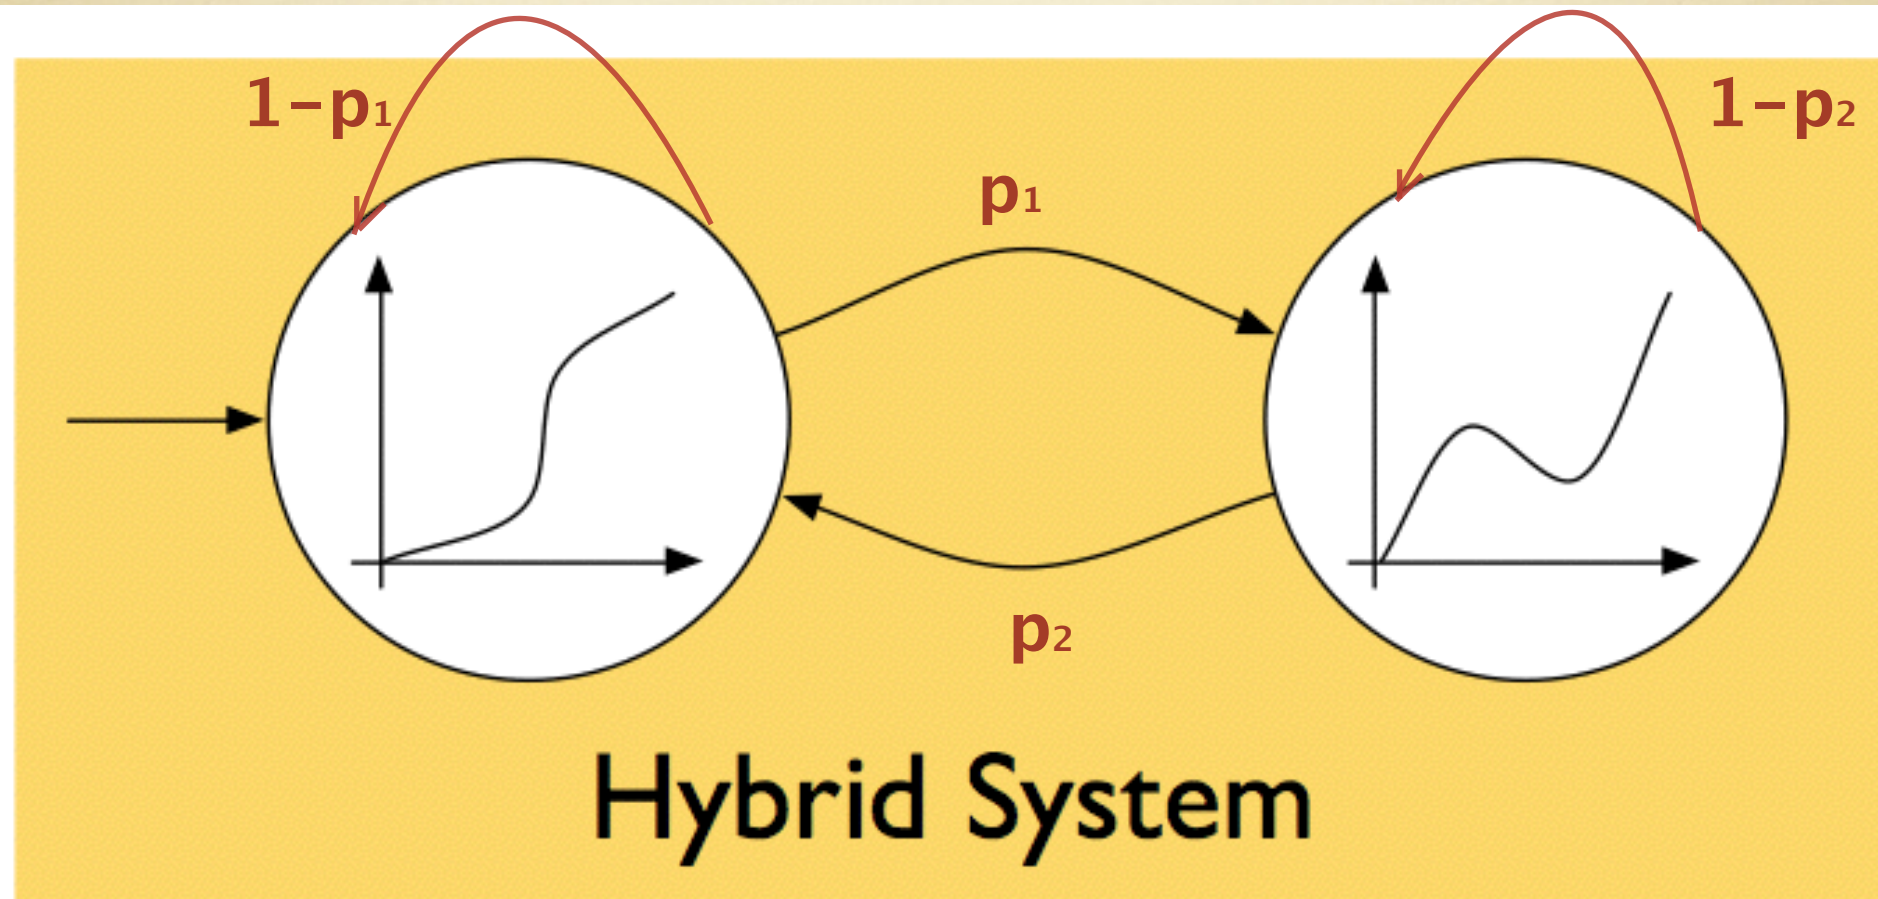 1-p₁
1-p₂
p₁
p₂
Hybrid System